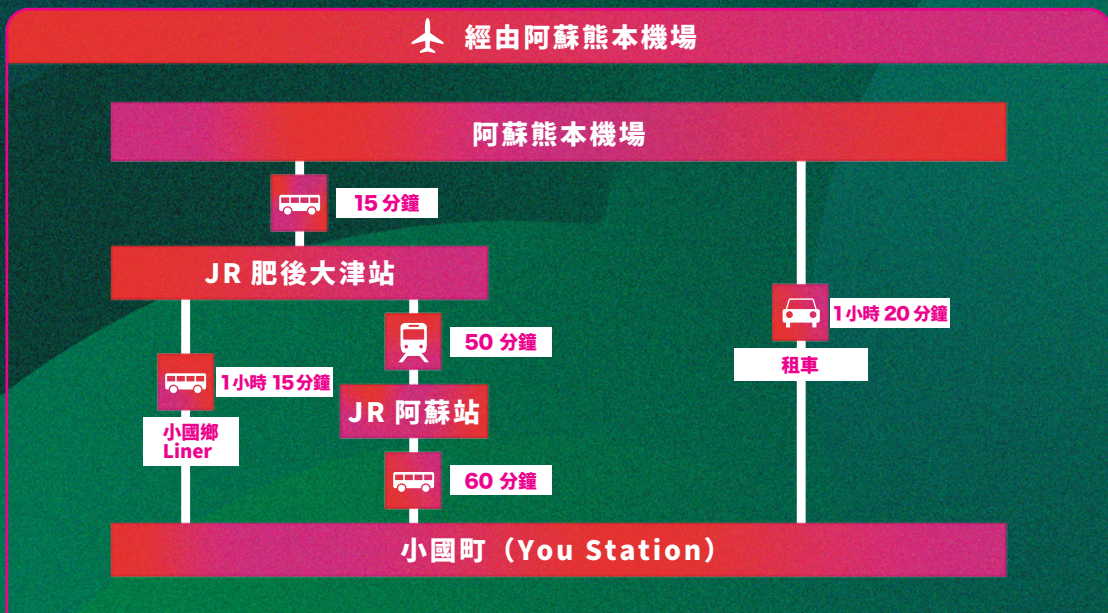 經由阿蘇熊本機場
阿蘇熊本機場
15 分鐘
JR 肥後大津站
1小時 20 分鐘
50 分鐘
租車
1小時 15分鐘
JR 阿蘇站
小國鄉
Liner
60 分鐘
小國町（You Station）